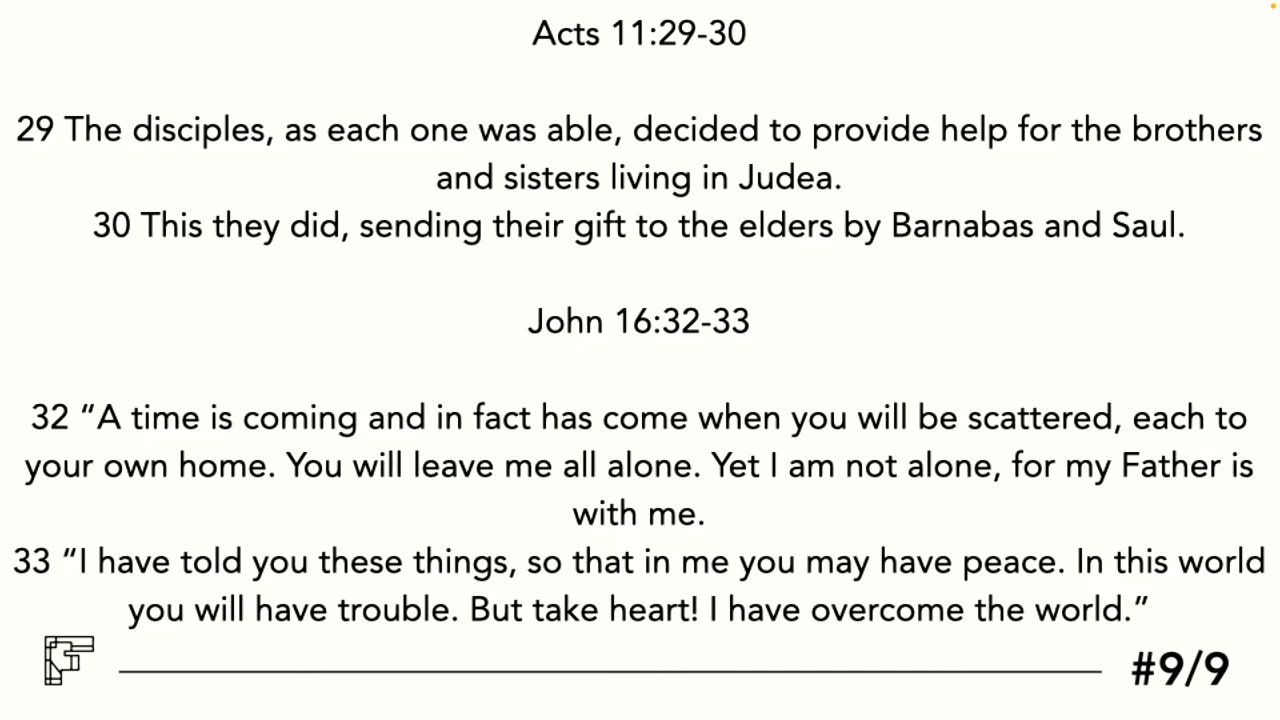 Acts 11:29-30
29 The disciples, as each one was able, decided to provide help for the brothers
and sisters living in Judea.
30 This they did, sending their gift to the elders by Barnabas and Saul.
John 16:32-33
32 “A time is coming and in fact has come when you will be scattered, each to
your own home. You will leave me all alone. Yet I am not alone, for my Father is
with me.
33 “I have told you these things, so that in me you may have peace. In this world
you will have trouble. But take heart! I have overcome the world.”
#9/9